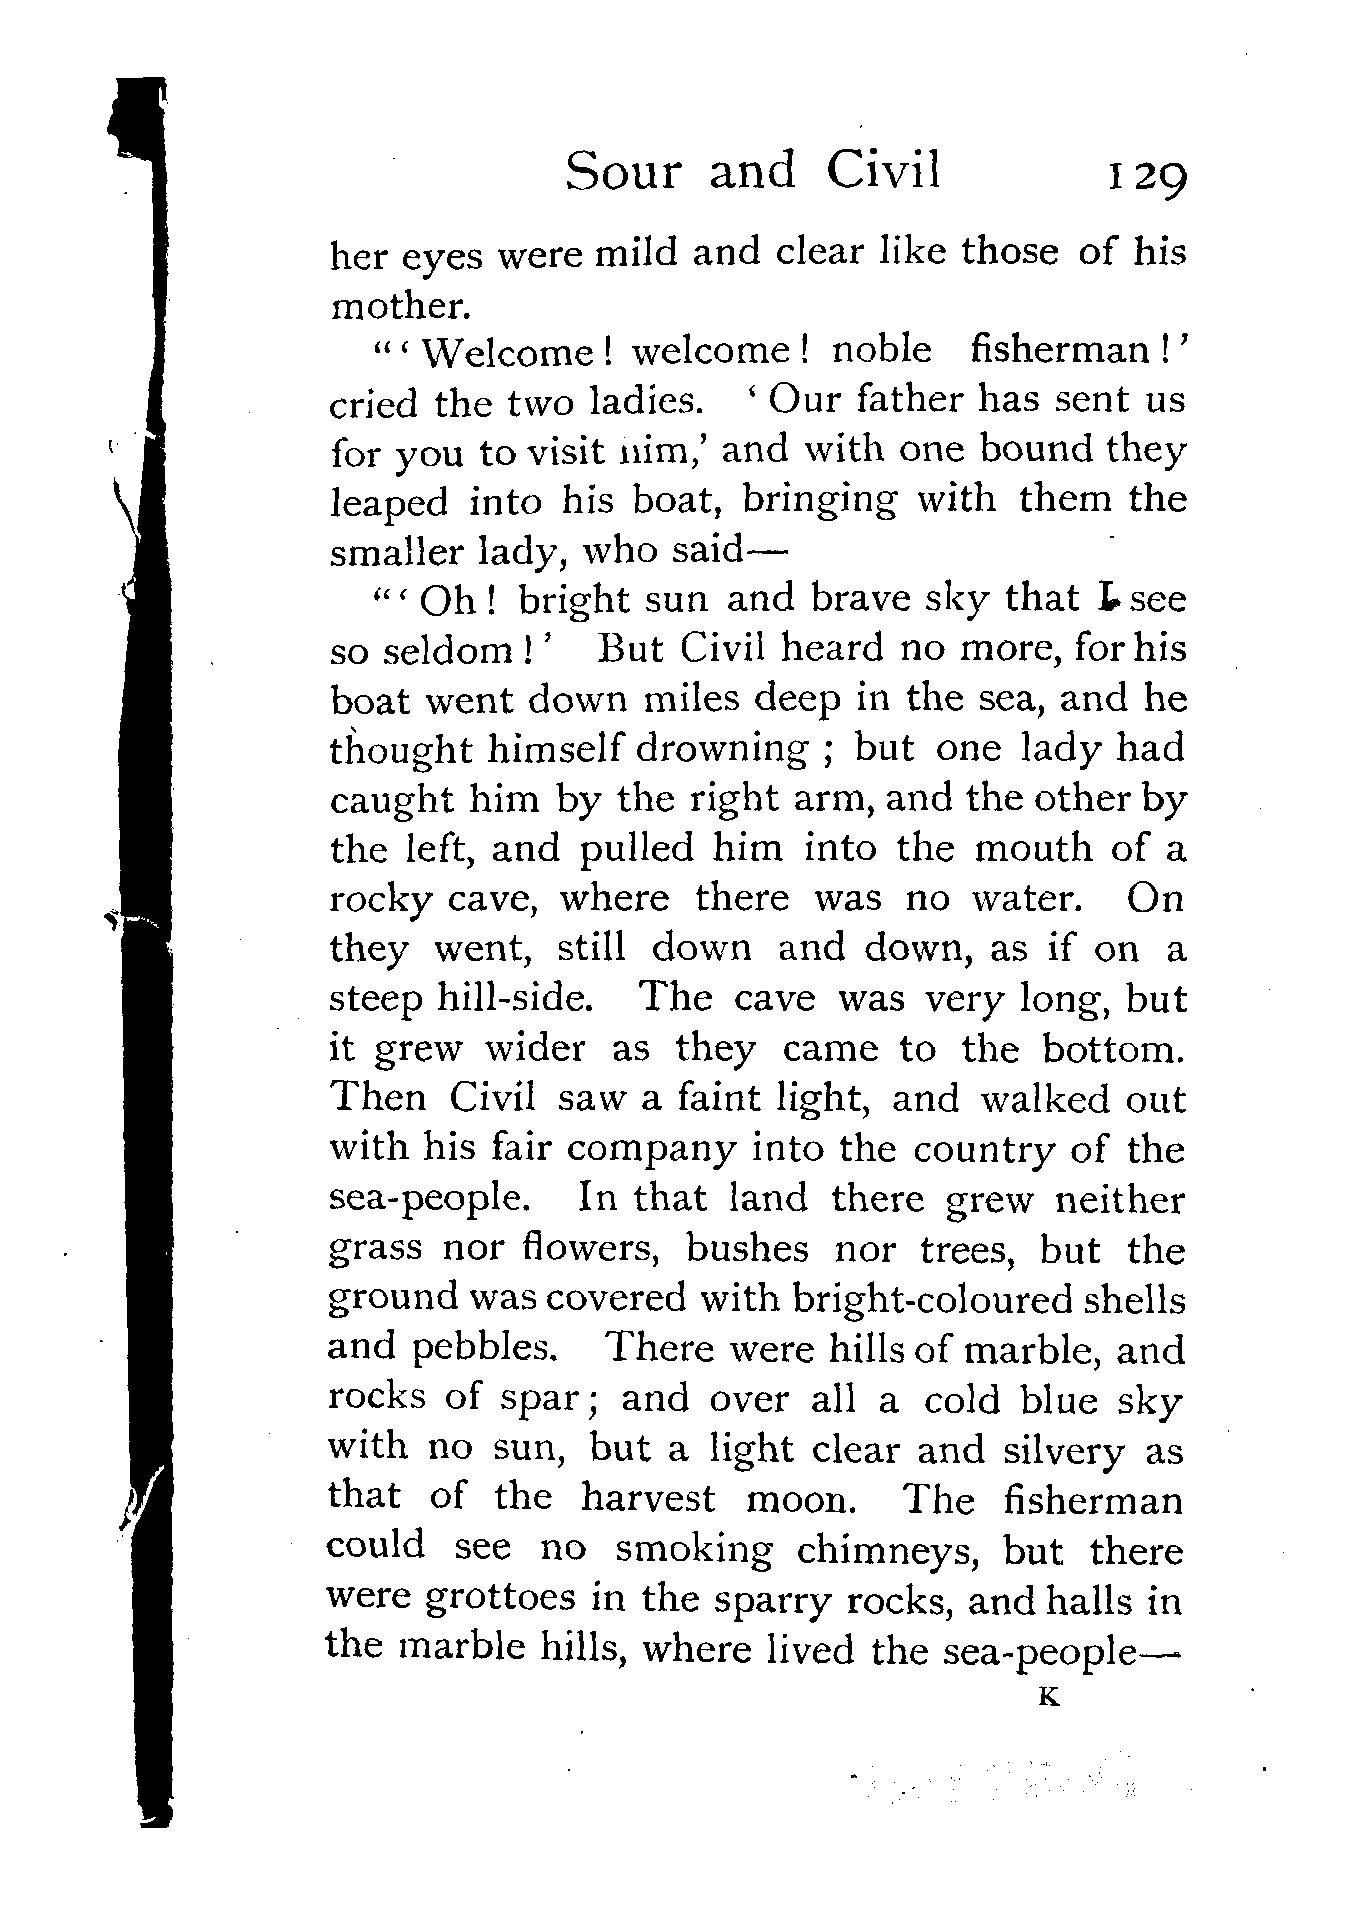 Sour and Civil 129
her eyes were mild and clear like those of his
mother.
"'Welcome! welcome! noble fisherman!'
cried the two ladies. 'Our father has sent us
for you to visit him,' and with one bound they
leaped into his boat, bringing with them the
smaller lady, who said—
"'Oh! bright sun and brave sky that I see
so seldom!' But Civil heard no more, for his
boat went down miles deep in the sea, and he
thought himself drowning; but one lady had
caught him by the right arm, and the other by
the left, and pulled him into the mouth of a
rocky cave, where there was no water. On
they went, still down and down, as if on a
steep hill-side. The cave was very long, but
it grew wider as they came to the bottom.
Then Civil saw a faint light, and walked out
with his fair company into the country of the
sea-people. In that land there grew neither
grass nor flowers, bushes nor trees, but the
ground was covered with bright-coloured shells
and pebbles. There were hills of marble, and
rocks of spar; and over all a cold blue sky
with no sun, but a light clear and silvery as
that of the harvest moon. The fisherman
could see no smoking chimneys, but there
were grottoes in the sparry rocks, and halls in
the marble hills, where lived the sea-people—
K